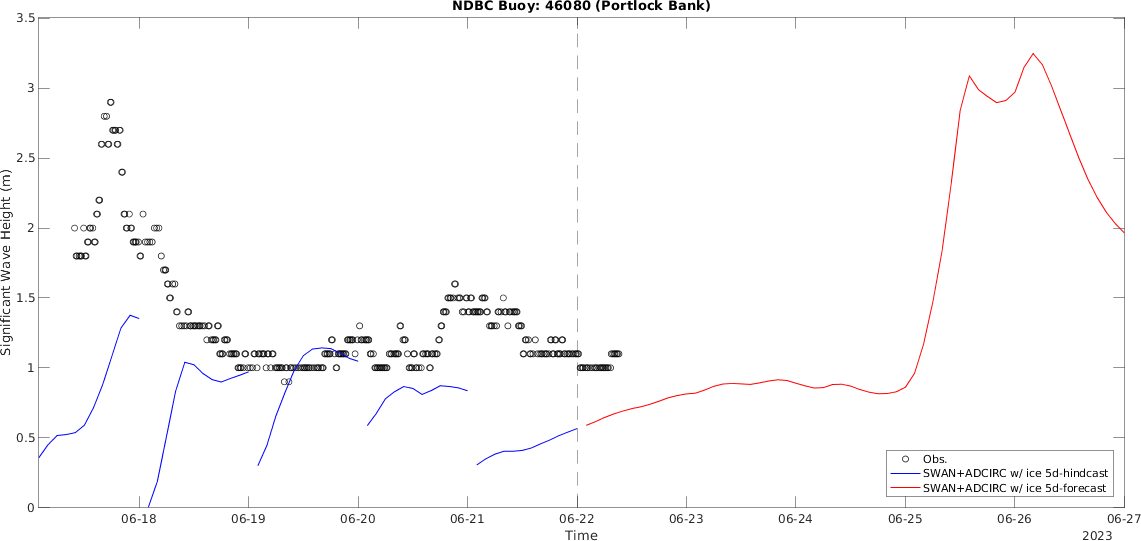 NDBC Buoy: 46080 (Portlock Bank)
3.5
3
2.5
2
1.5
1
0.5
0
Significant Wave Height (m)
Obs.
SWAN+ADCIRC w/ ice 5d-hindcast
SWAN+ADCIRC w/ ice 5d-forecast
06-18 06-19 06-20 06-21 06-22 06-23 06-24 06-25 06-26 06-27
Time
2023